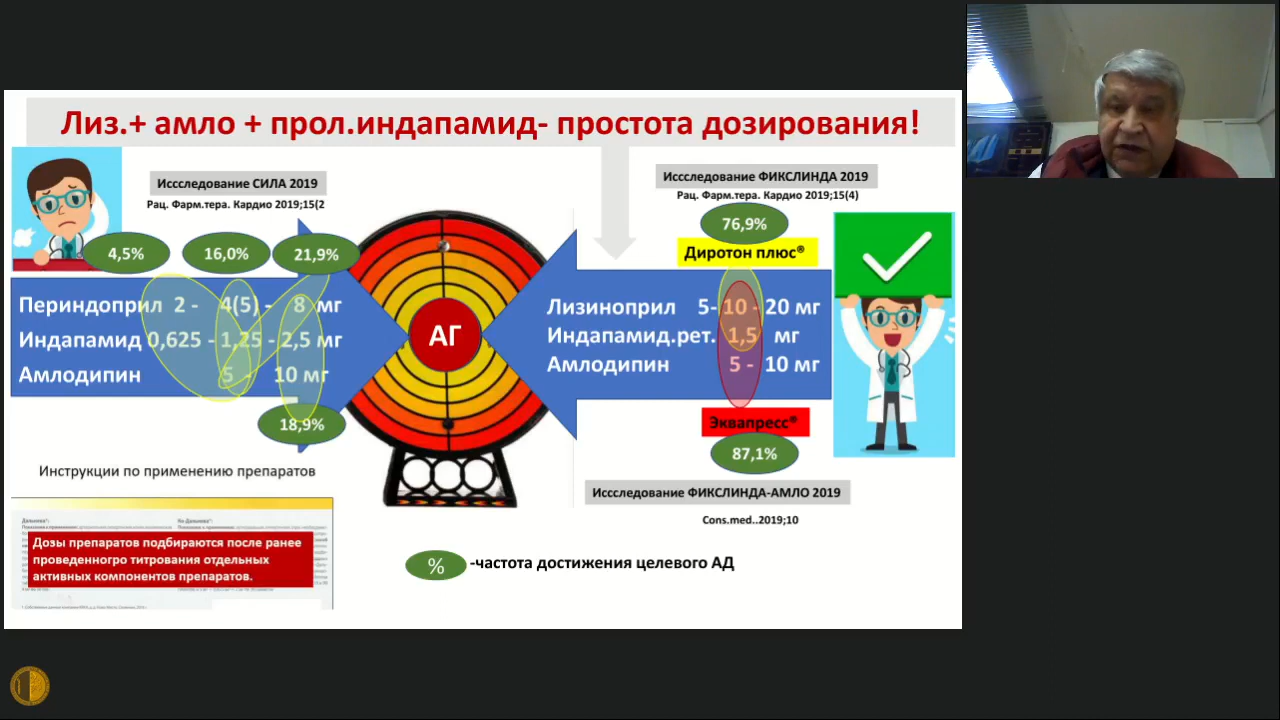 Лиз.+ амло + прол.индапамид- простота дозирования!
Иссследование СИЛА 2019
Рац. Фарм.тера. Кардио 2019;15(2
4,5%
16,0%
21,9%
Периндоприл 2 - 4(5) - 8 мг
Индапамид 0,625 - 1,25 - 2,5 мг
Амлодипин 5 - 10 мг
18,9%
АГ
Иссследование ФИКСЛИНДА 2019
Рац. Фарм.тера. Кардио 2019;15(4)
76,9%
Диротон плюс®
Лизиноприл 5- 10 - 20 мг
Индапамид.рет. 1,5 мг
Амлодипин 5 - 10 мг
Эквапресс®
87,1%
Иссследование ФИКСЛИНДА-АМЛО 2019
Cons.med..2019;10
Инструкции по применению препаратов
Дозы препаратов подбираются после ранее
проведенногро титрования отдельных
активных компонентов препаратов.
% -частота достижения целевого АД